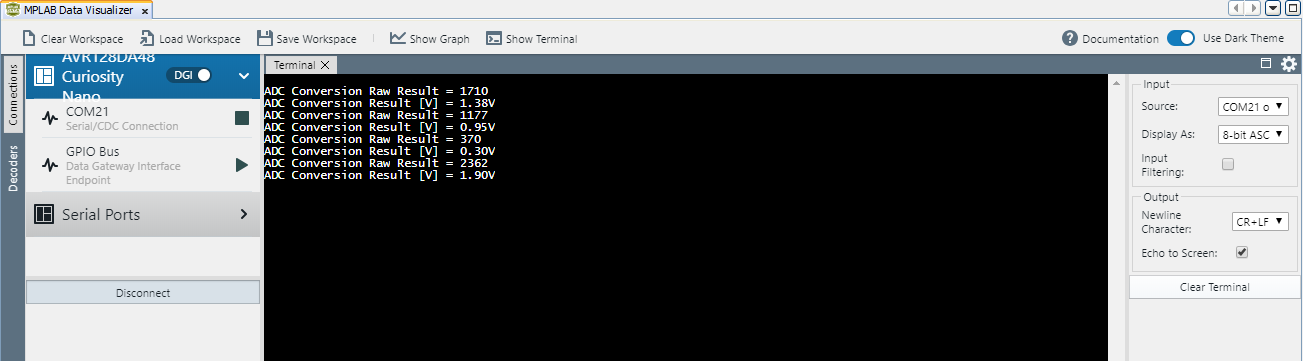 MPLAB Data Visualizer
Clear Workspace Load Workspace Save Workspace Show Graph Show Terminal Documentation Use Dark Theme
Connections
Decoders
AVR128DA48
Curiosity
Nano
DGI
COM21
Serial/CDC Connection
GPIO Bus
Data Gateway Interface
Endpoint
Serial Ports
Disconnect
Terminal
ADC Conversion Raw Result = 1710
ADC Conversion Result [V] = 1.38V
ADC Conversion Raw Result = 1177
ADC Conversion Result [V] = 0.95V
ADC Conversion Raw Result = 370
ADC Conversion Result [V] = 0.30V
ADC Conversion Raw Result = 2362
ADC Conversion Result [V] = 1.90V
Input
Source: COM21 o
Display As: 8-bit ASC
Input
Filtering:
Output
Newline
Character: CR+LF
Echo to Screen:
Clear Terminal